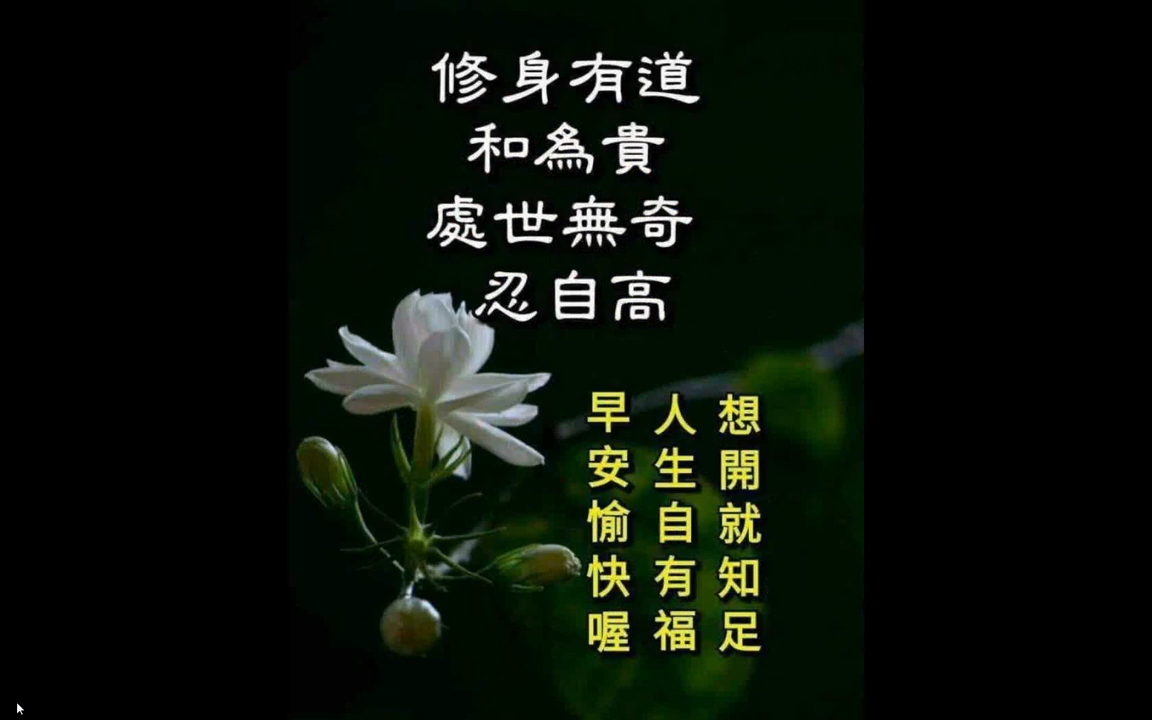 修身有道
和為貴
處世無奇
忍自高
想開就知足
人生自有福
早安愉快喔